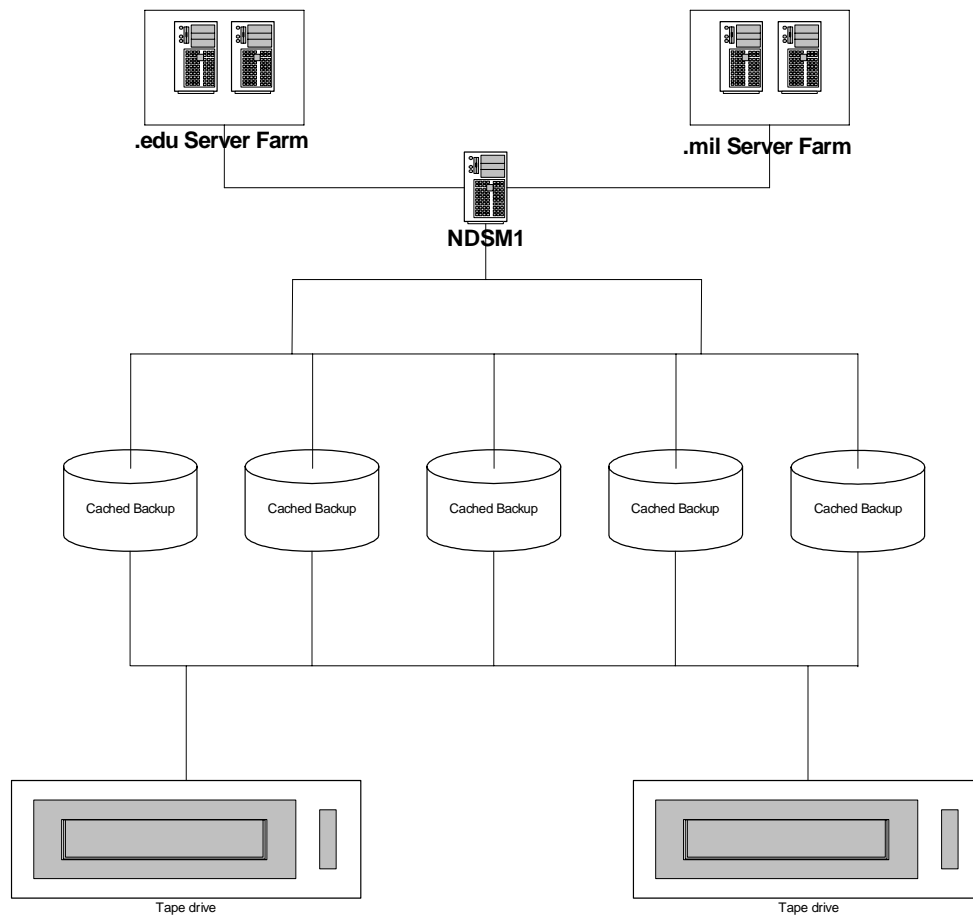 .edu Server Farm
.mil Server Farm
NDSM1
Cached Backup
Cached Backup
Cached Backup
Cached Backup
Cached Backup
Tape drive
Tape drive